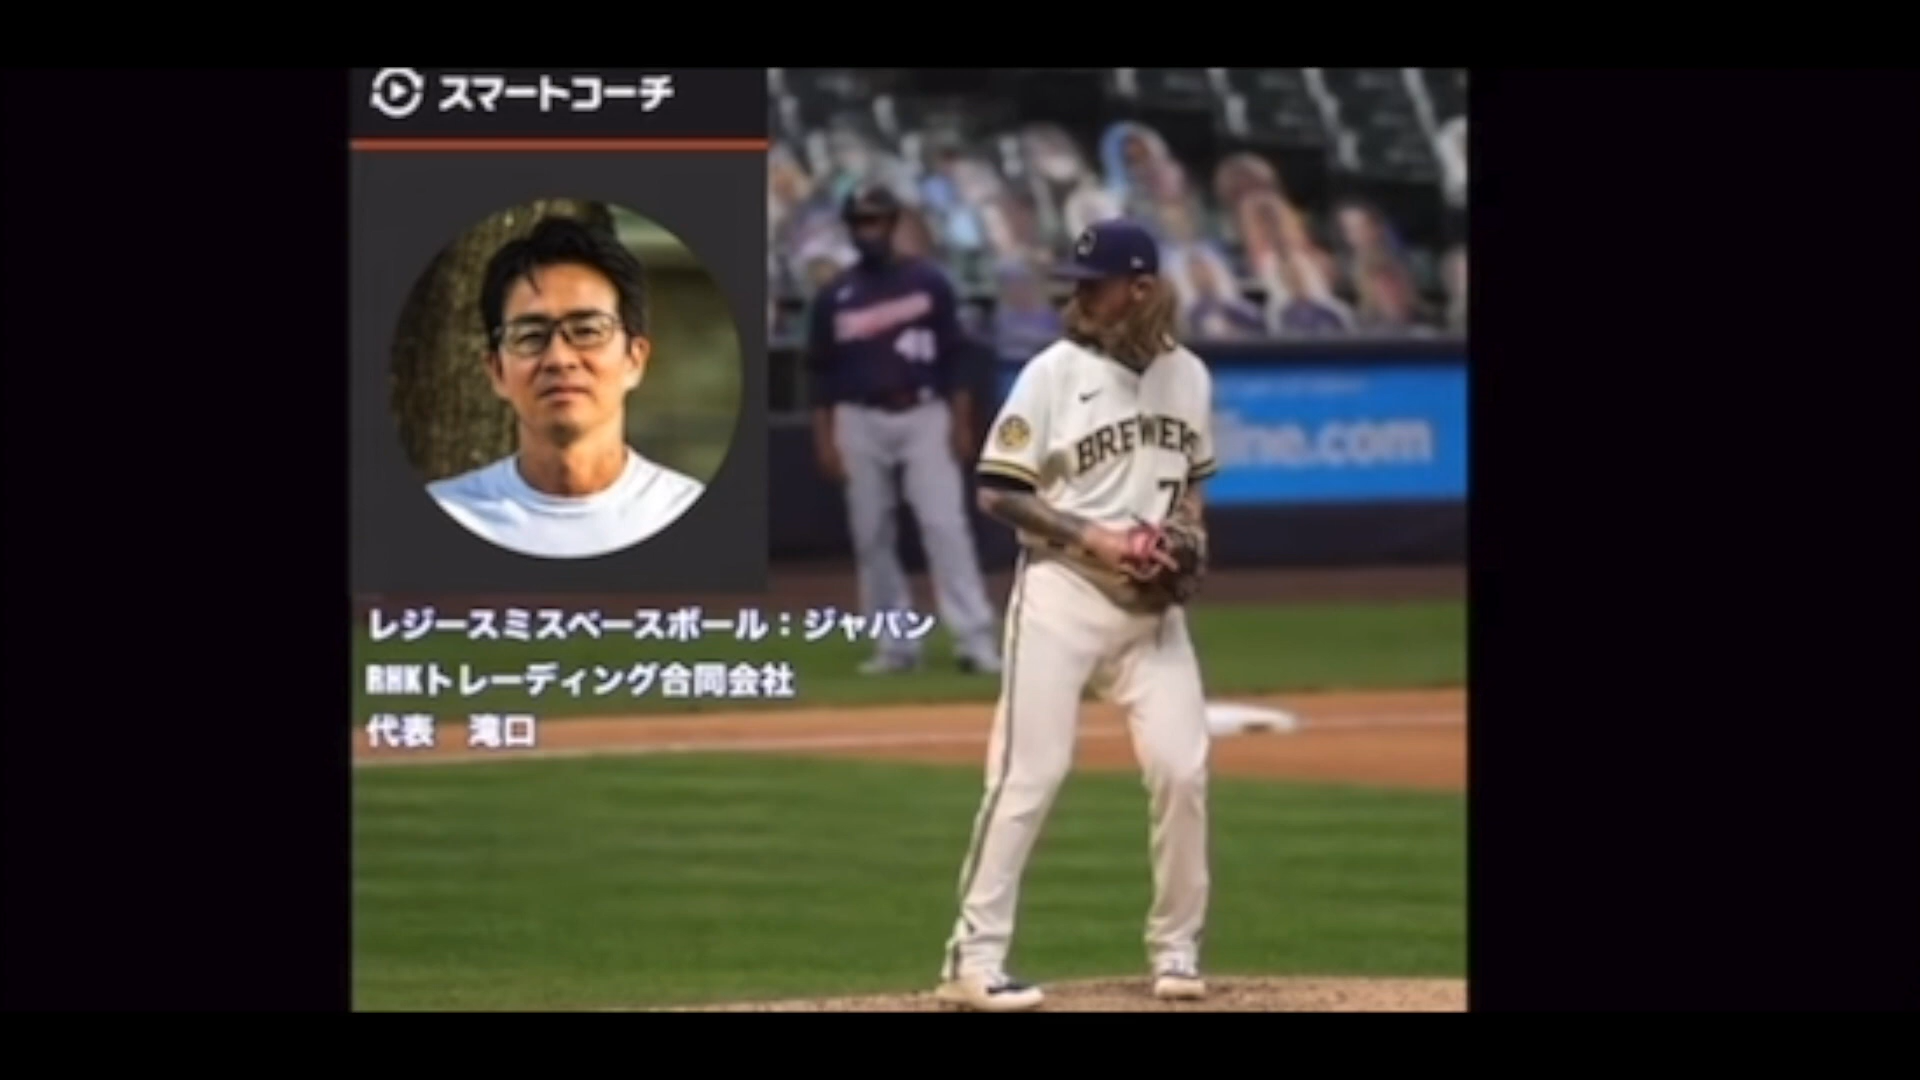 スマートコーチ
レジースミスベースボール：ジャパン
RHKトレーディング合同会社
代表　滝口
BREWERS
7
ine.com